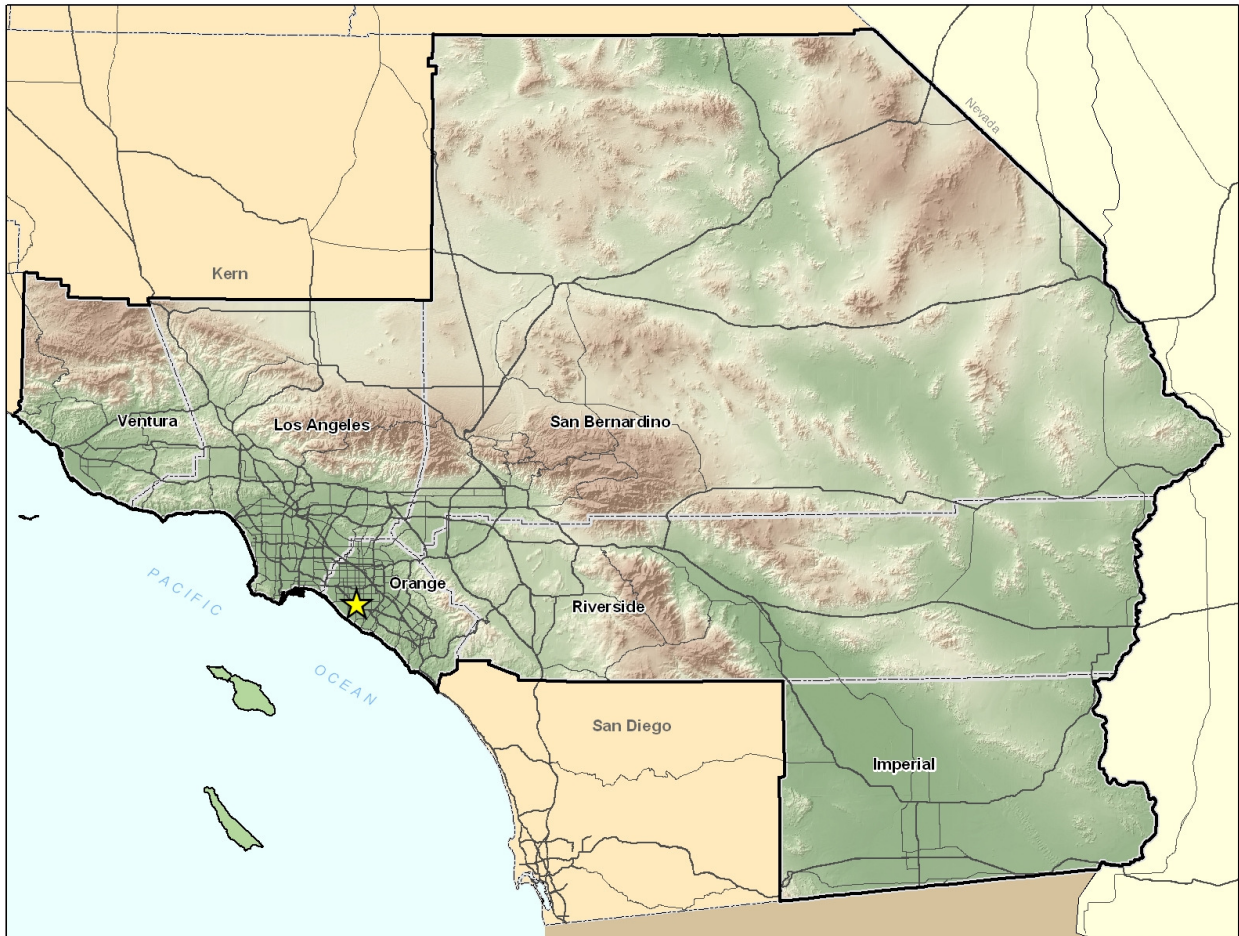 Nevada
Kern
Ventura
Los Angeles
San Bernardino
PACIFIC
OCEAN
Orange
Riverside
San Diego
Imperial